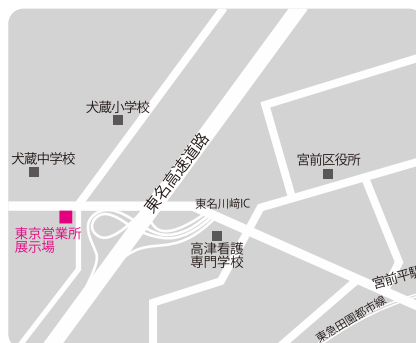 犬蔵小学校
犬蔵中学校
東名高速道路
宮前区役所
東名川崎IC
東京営業所
展示場
高津看護
専門学校
宮前平駅
東急田園都市線